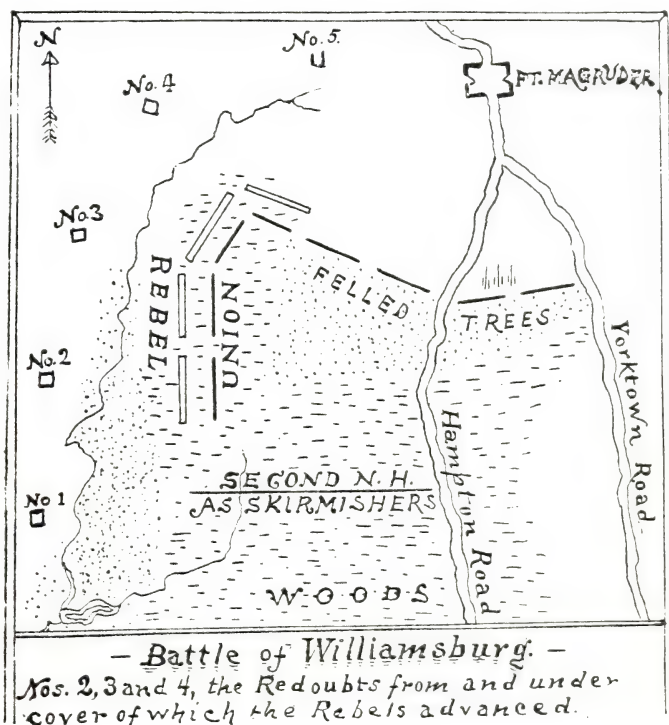 N
No. 5.
No. 4
FT. MAGRUDER.
No. 3
REBEL
UNION
FELLED
TREES
No. 2
Yorktown Road.
Hampton Road
SECOND N. H.
AS SKIRMISHERS
No 1
WOODS
- Battle of Williamsburg. -
Nos. 2, 3 and 4, the Redoubts from and under
cover of which the Rebels advanced.